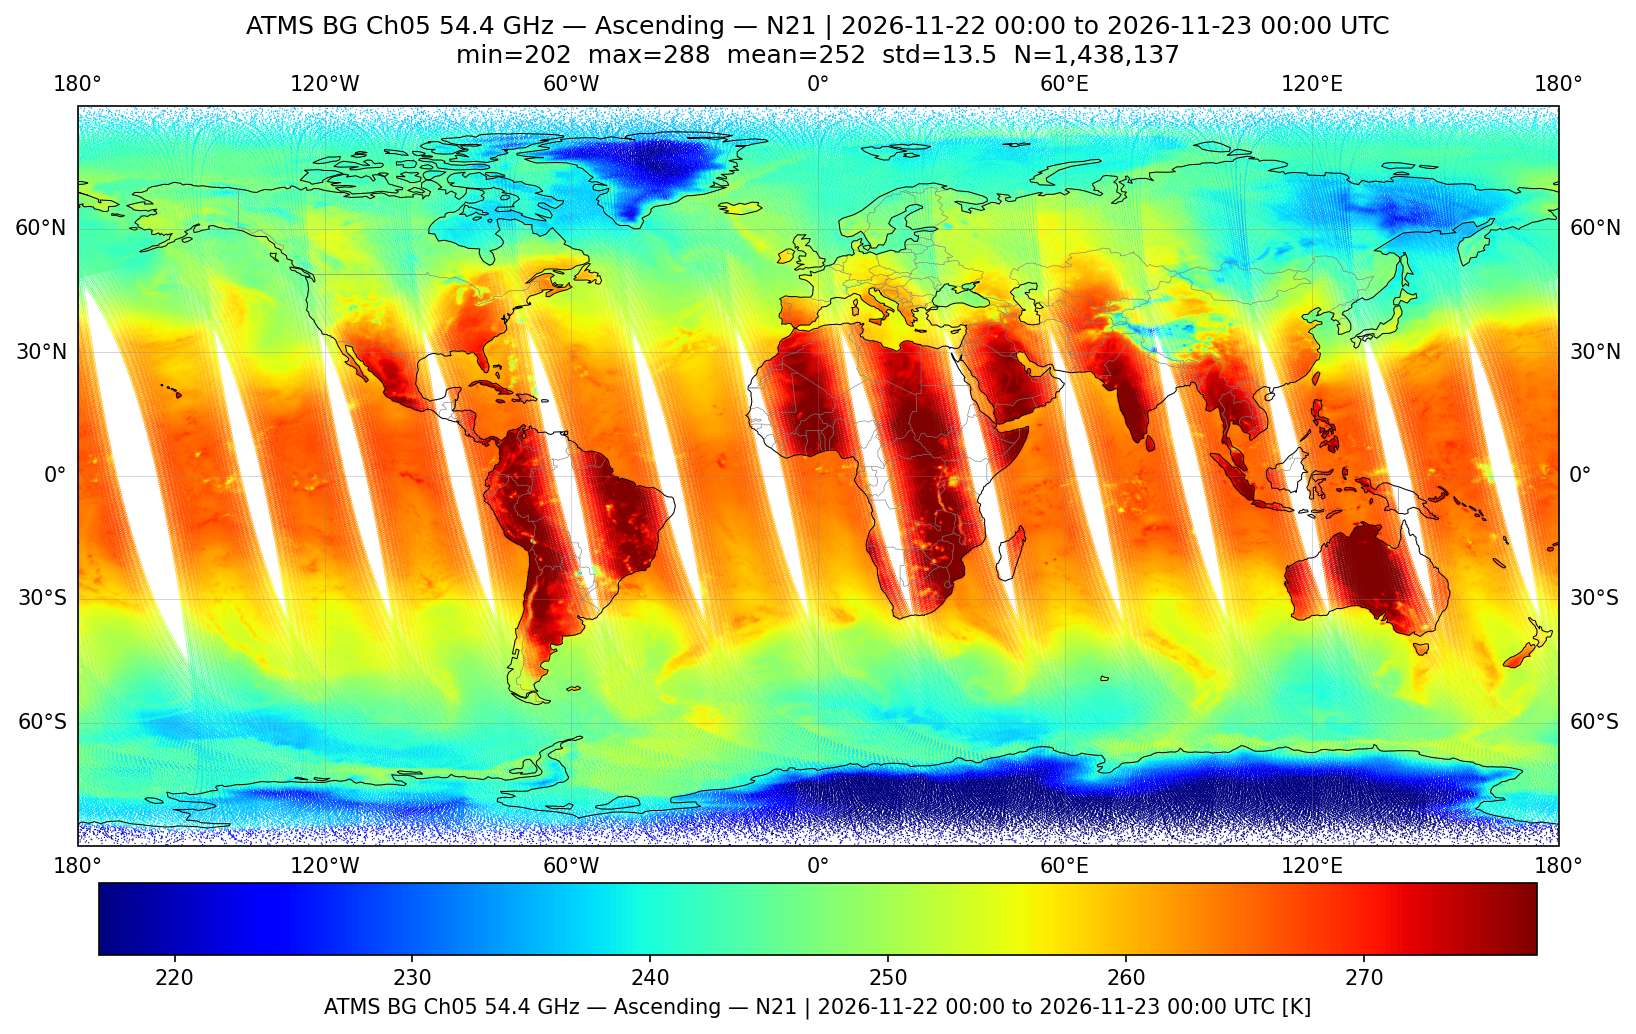 ATMS BG Ch05 54.4 GHz — Ascending — N21 | 2026-11-22 00:00 to 2026-11-23 00:00 UTC
min=202 max=288 mean=252 std=13.5 N=1,438,137
180° 120°W 60°W 0° 60°E 120°E 180°
60°N 60°N
30°N 30°N
0° 0°
30°S 30°S
60°S 60°S
180° 120°W 60°W 0° 60°E 120°E 180°
220 230 240 250 260 270
ATMS BG Ch05 54.4 GHz — Ascending — N21 | 2026-11-22 00:00 to 2026-11-23 00:00 UTC [K]